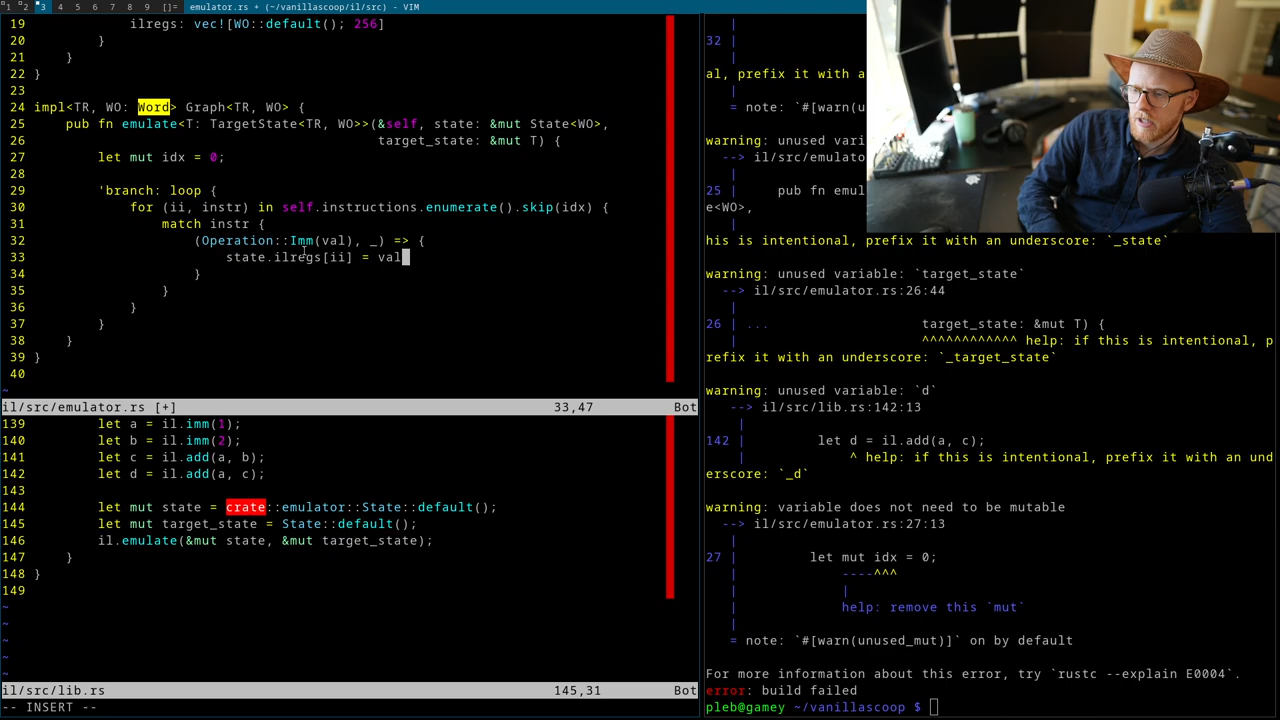 1 2 3 4 5 6 7 8 9 []= emulator.rs + (~/vanillascoop/il/src) - VIM
19             ilregs: vec![WO::default(); 256]
20         }
21     }
22 }
23
24 impl<TR, WO: Word> Graph<TR, WO> {
25     pub fn emulate<T: TargetState<TR, WO>>(&self, state: &mut State<WO>,
26                                            target_state: &mut T) {
27         let mut idx = 0;
28
29         'branch: loop {
30             for (ii, instr) in self.instructions.enumerate().skip(idx) {
31                 match instr {
32                     (Operation::Imm(val), _) => {
33                         state.ilregs[ii] = val
34                     }
35                 }
36             }
37         }
38     }
39 }
40
~
il/src/emulator.rs [+] 33,47 Bot
139         let a = il.imm(1);
140         let b = il.imm(2);
141         let c = il.add(a, b);
142         let d = il.add(a, c);
143
144         let mut state = crate::emulator::State::default();
145         let mut target_state = State::default();
146         il.emulate(&mut state, &mut target_state);
147     }
148 }
149
~
~
~
~
~
il/src/lib.rs 145,31 Bot
-- INSERT --
|
32 |
|
al, prefix it with a
|
= note: `#[warn(u
warning: unused vari
--> il/src/emulato
|
25 |     pub fn emul
e<WO>,
|
his is intentional, prefix it with an underscore: `_state`
warning: unused variable: `target_state`
--> il/src/emulator.rs:26:44
|
26 | ...                       target_state: &mut T) {
|                           ^^^^^^^^^^^^ help: if this is intentional, p
refix it with an underscore: `_target_state`
warning: unused variable: `d`
--> il/src/lib.rs:142:13
|
142 |         let d = il.add(a, c);
|             ^ help: if this is intentional, prefix it with an und
erscore: `_d`
warning: variable does not need to be mutable
--> il/src/emulator.rs:27:13
|
27 |         let mut idx = 0;
|             ----^^^
|             |
|             help: remove this `mut`
|
= note: `#[warn(unused_mut)]` on by default
For more information about this error, try `rustc --explain E0004`.
error: build failed
pleb@gamey ~/vanillascoop $